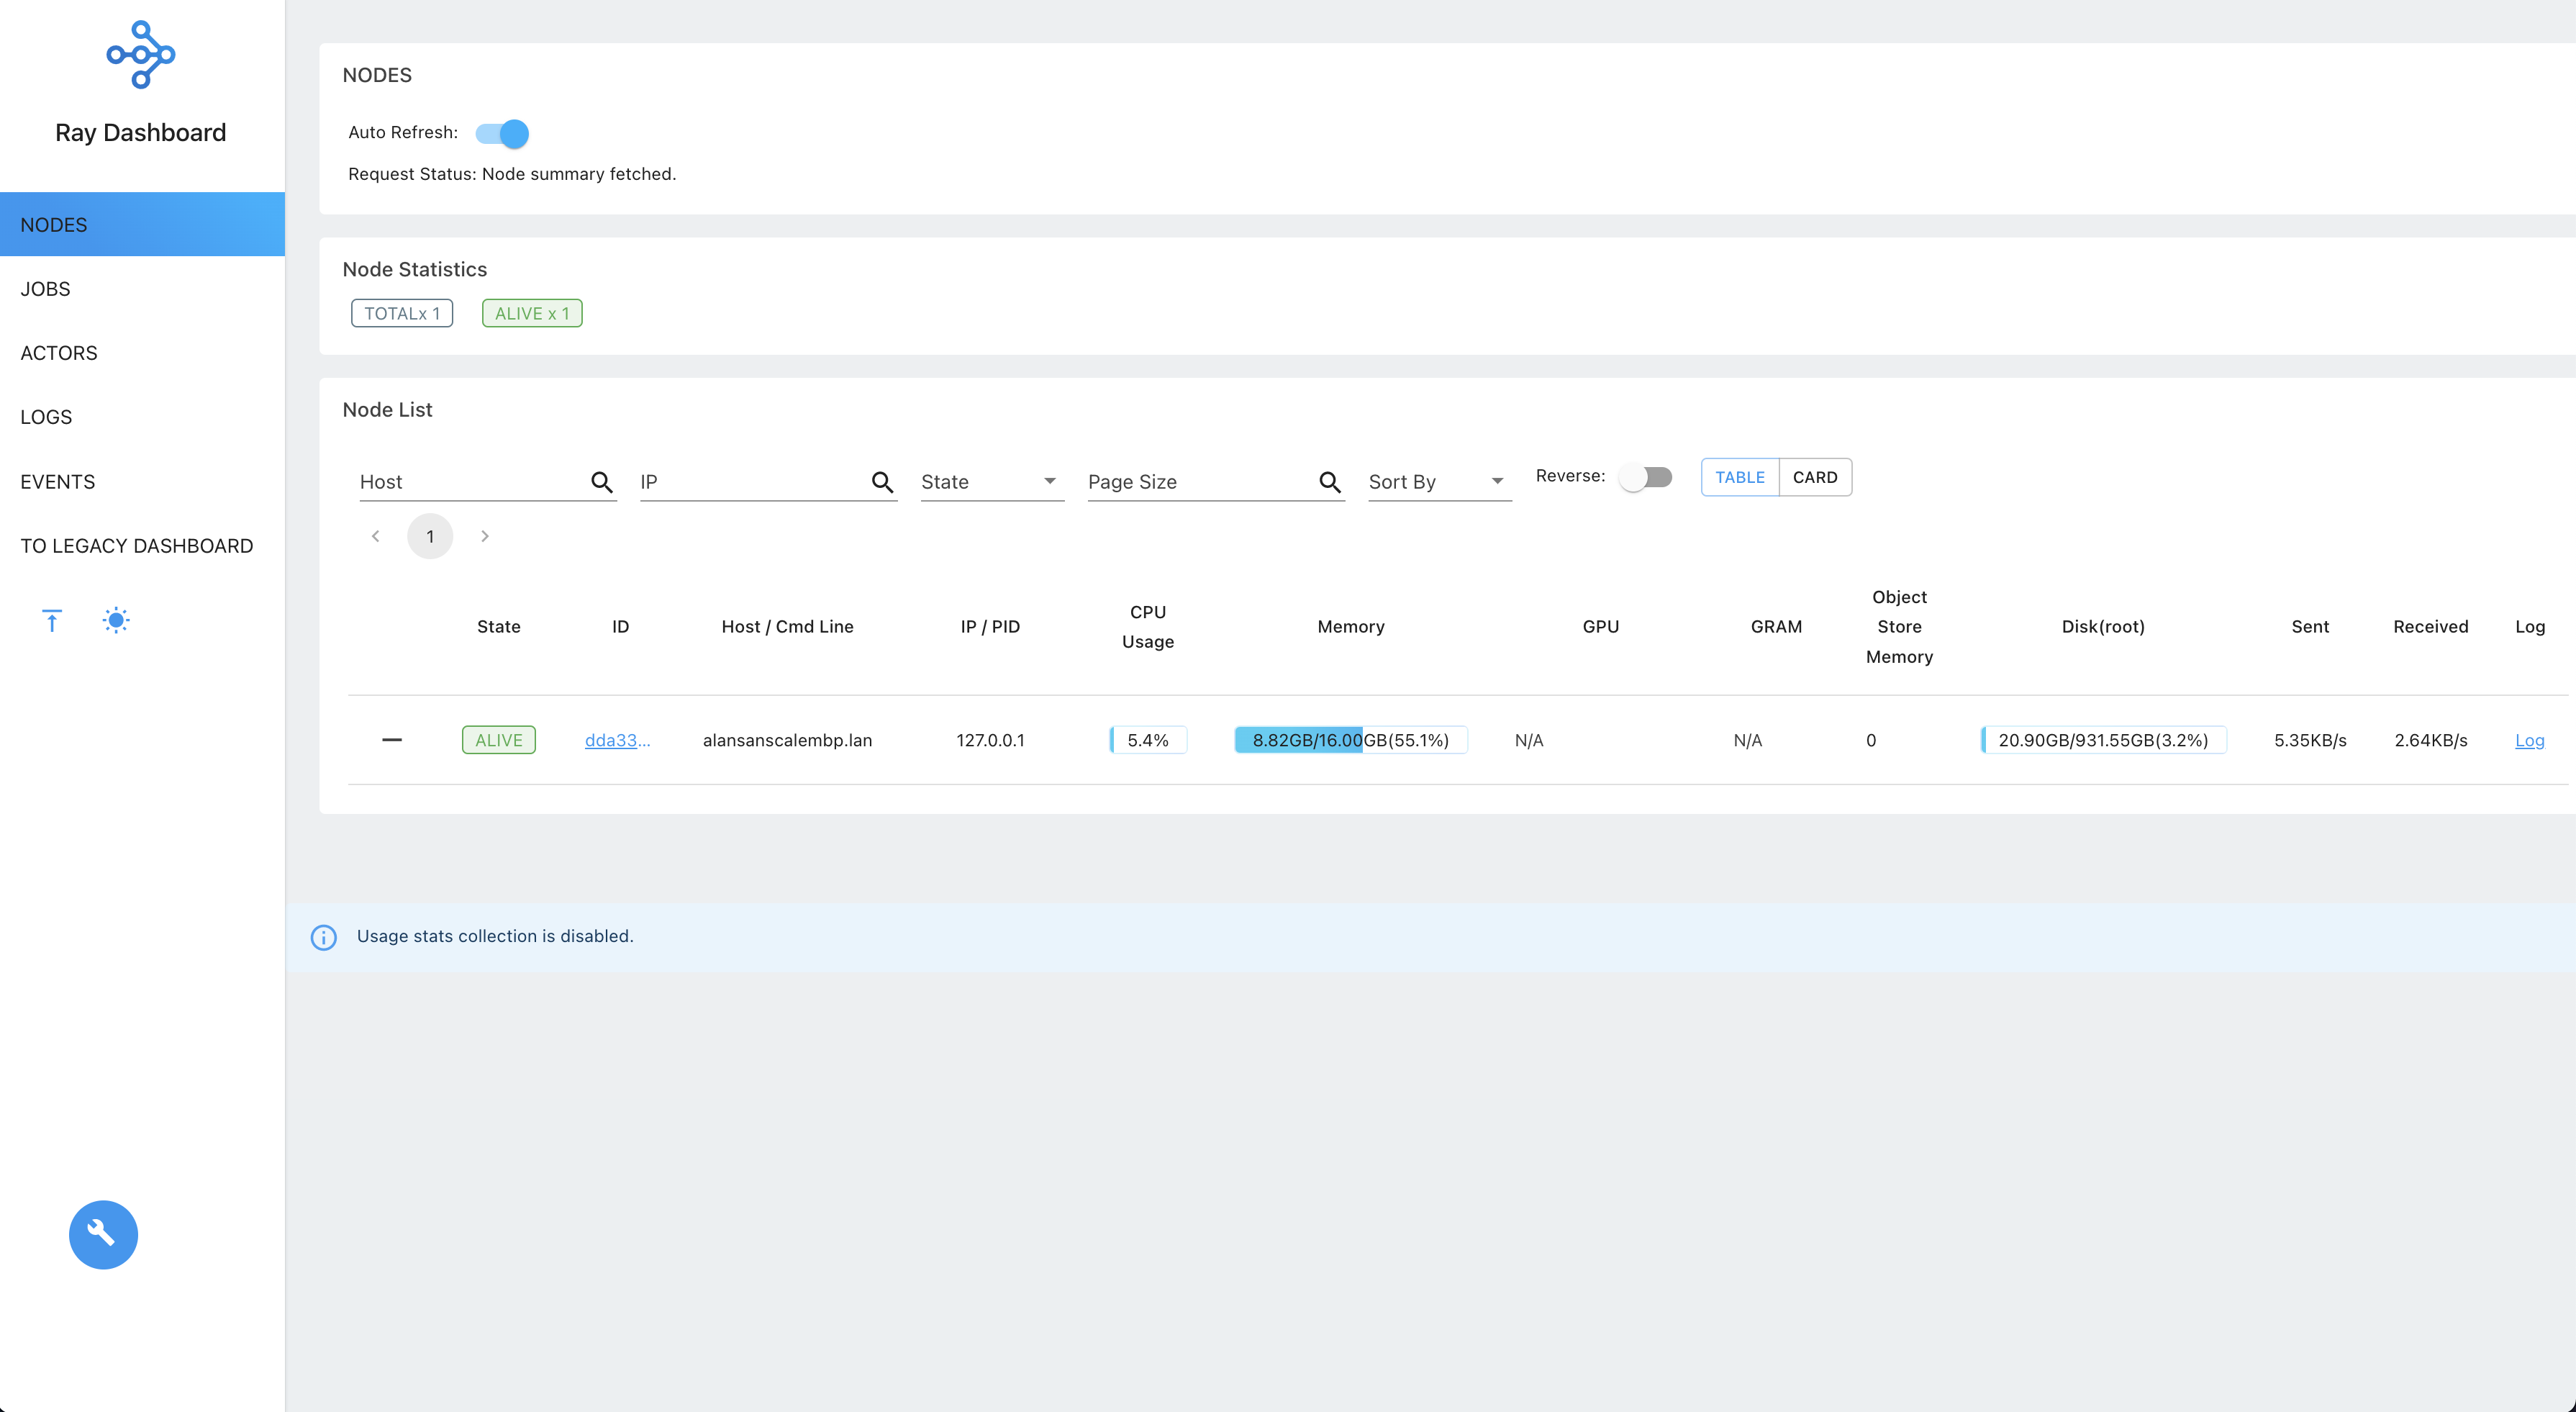 Ray Dashboard
NODES
JOBS
ACTORS
LOGS
EVENTS
TO LEGACY DASHBOARD
NODES
Auto Refresh:
Request Status: Node summary fetched.
Node Statistics
TOTALx 1 ALIVE x 1
Node List
Host IP State Page Size Sort By Reverse: TABLE CARD
1
State ID Host / Cmd Line IP / PID CPU Usage Memory GPU GRAM Object Store Memory Disk(root) Sent Received Log
ALIVE dda33... alansanscalembp.lan 127.0.0.1 5.4% 8.82GB/16.00GB(55.1%) N/A N/A 0 20.90GB/931.55GB(3.2%) 5.35KB/s 2.64KB/s Log
Usage stats collection is disabled.